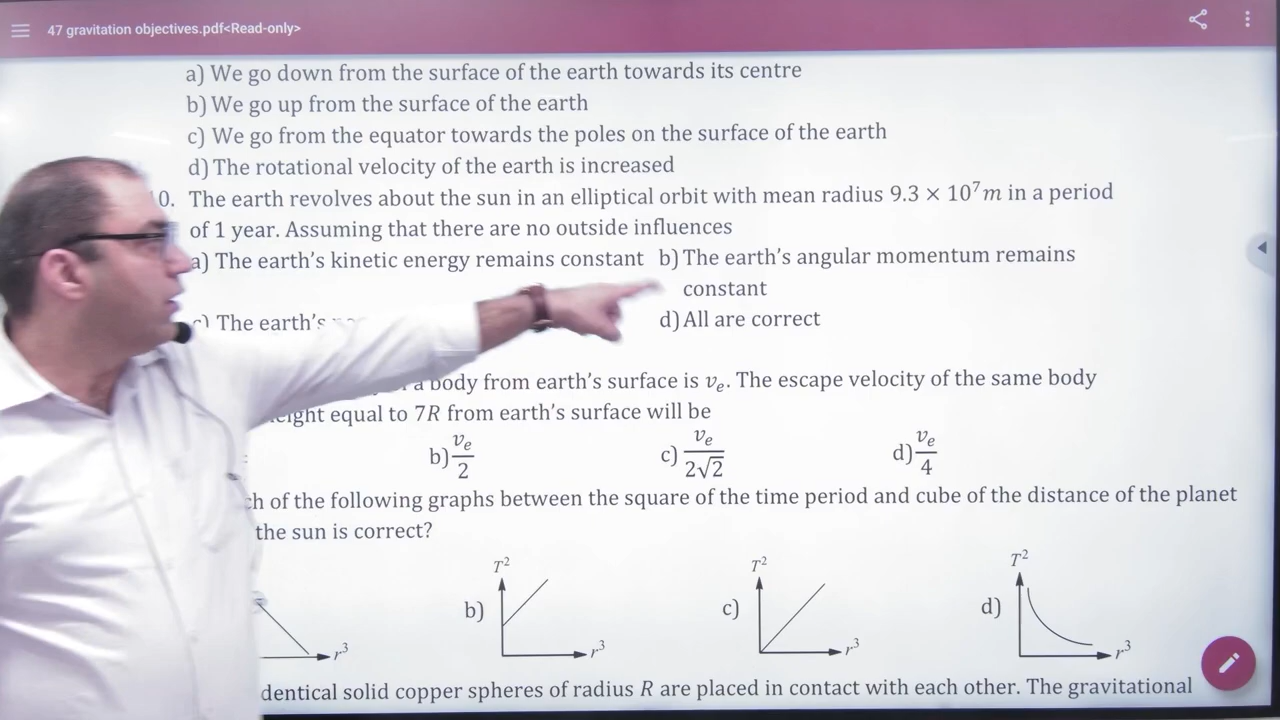 47 gravitation objectives.pdf<Read-only>
a) We go down from the surface of the earth towards its centre
b) We go up from the surface of the earth
c) We go from the equator towards the poles on the surface of the earth
d) The rotational velocity of the earth is increased
0. The earth revolves about the sun in an elliptical orbit with mean radius 9.3 × 10⁷ m in a period
of 1 year. Assuming that there are no outside influences
a) The earth's kinetic energy remains constant b) The earth's angular momentum remains
constant
The earth's d) All are correct
a body from earth's surface is vₑ. The escape velocity of the same body
equal to 7R from earth's surface will be
b) vₑ/2 c) vₑ/2√2 d) vₑ/4
of the following graphs between the square of the time period and cube of the distance of the planet
the sun is correct?
T² T² T²
b) c) d)
r³ r³ r³ r³
dentical solid copper spheres of radius R are placed in contact with each other. The gravitational